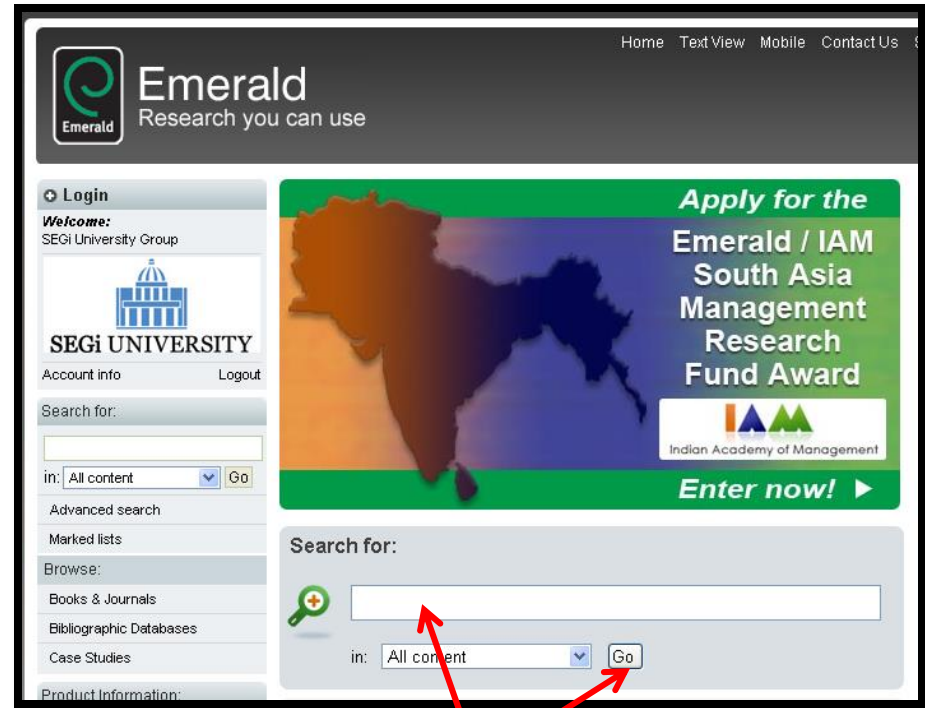 Home Text View Mobile Contact Us
Emerald
Emerald
Research you can use
Login
Welcome:
SEGi University Group
SEGi UNIVERSITY
Account info Logout
Search for:
in: All content Go
Advanced search
Marked lists
Browse:
Books & Journals
Bibliographic Databases
Case Studies
Product Information:
Apply for the
Emerald / IAM
South Asia
Management
Research
Fund Award
IAM
Indian Academy of Management
Enter now!
Search for:
in: All content Go